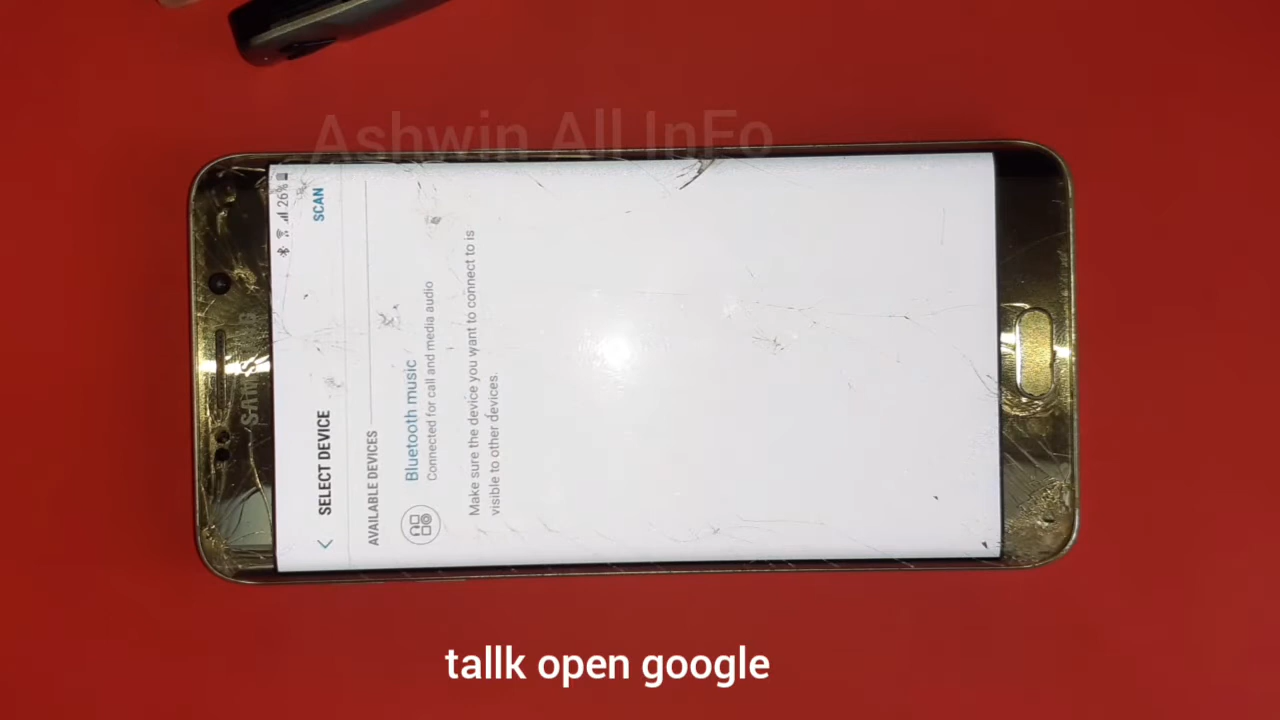 Ashwin All InFo
SAMSUNG
26%
SELECT DEVICE
SCAN
AVAILABLE DEVICES
Bluetooth music
Connected for call and media audio
Make sure the device you want to connect to is
visible to other devices.
tallk open google